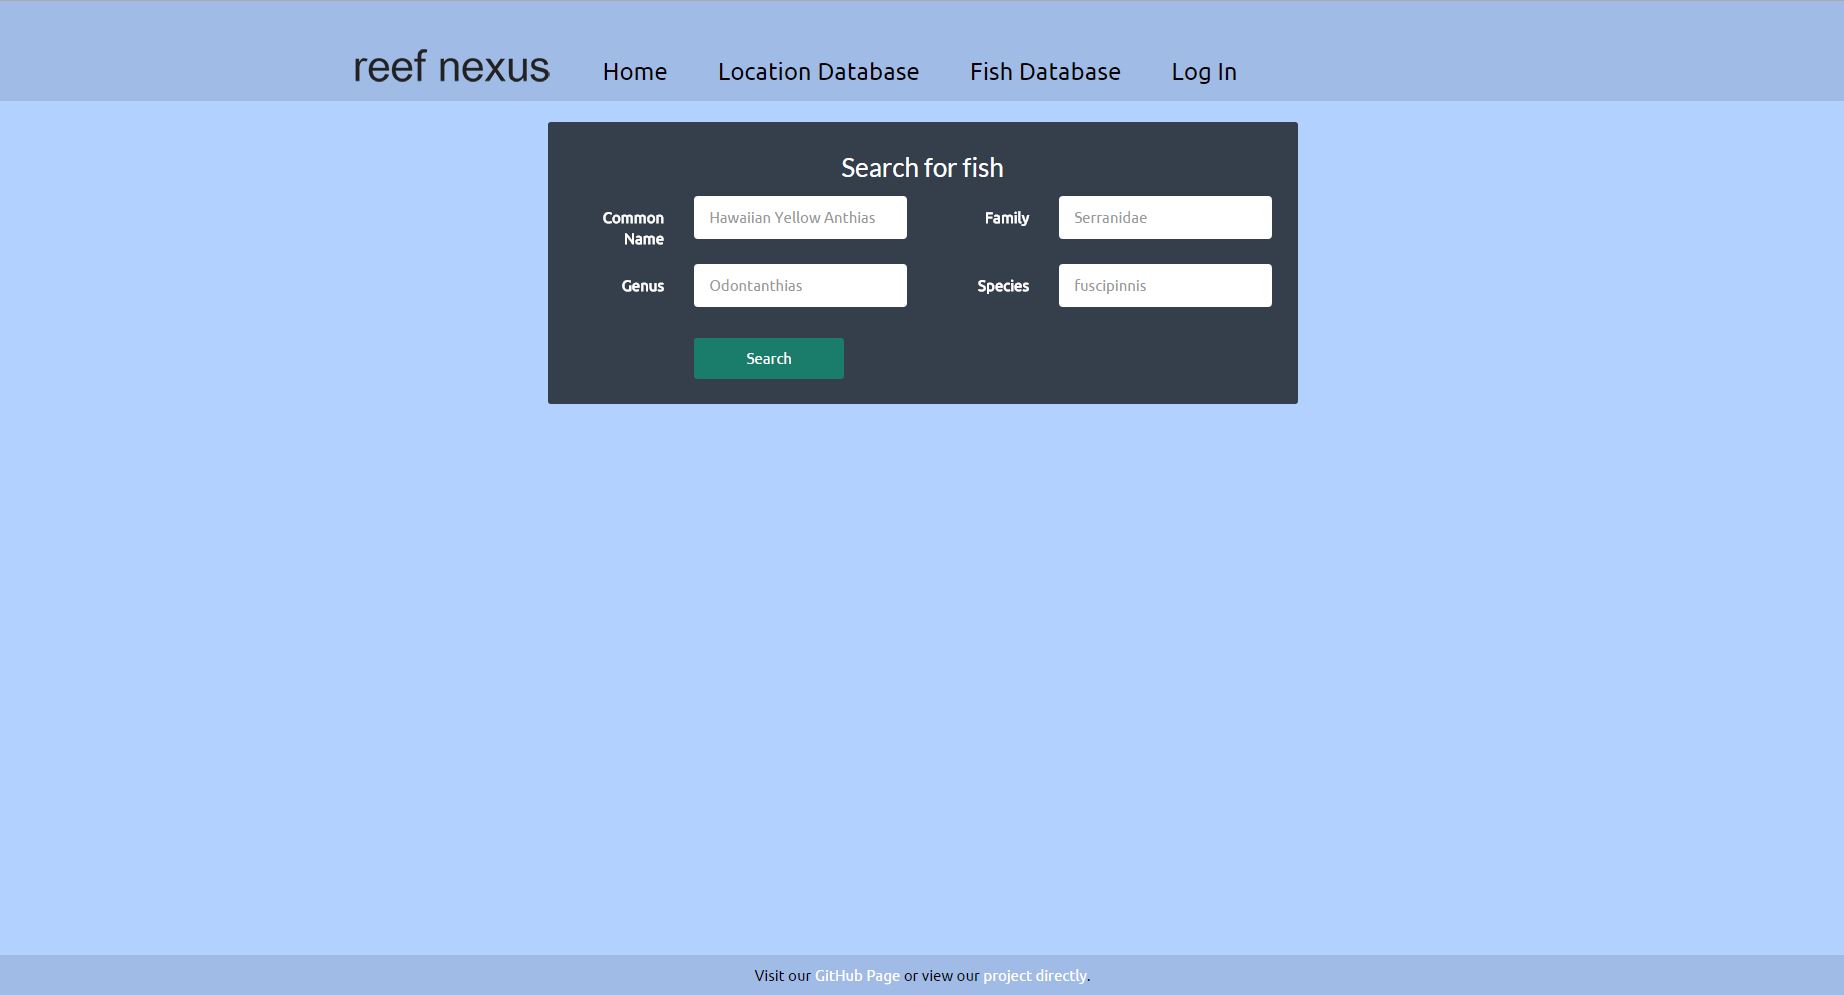 reef nexus Home Location Database Fish Database Log In
Search for fish
Common Name Hawaiian Yellow Anthias Family Serranidae
Genus Odontanthias Species fuscipinnis
Search
Visit our GitHub Page or view our project directly.